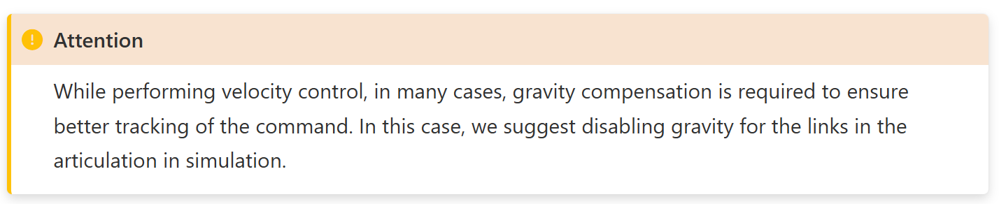 Attention
While performing velocity control, in many cases, gravity compensation is required to ensure
better tracking of the command. In this case, we suggest disabling gravity for the links in the
articulation in simulation.